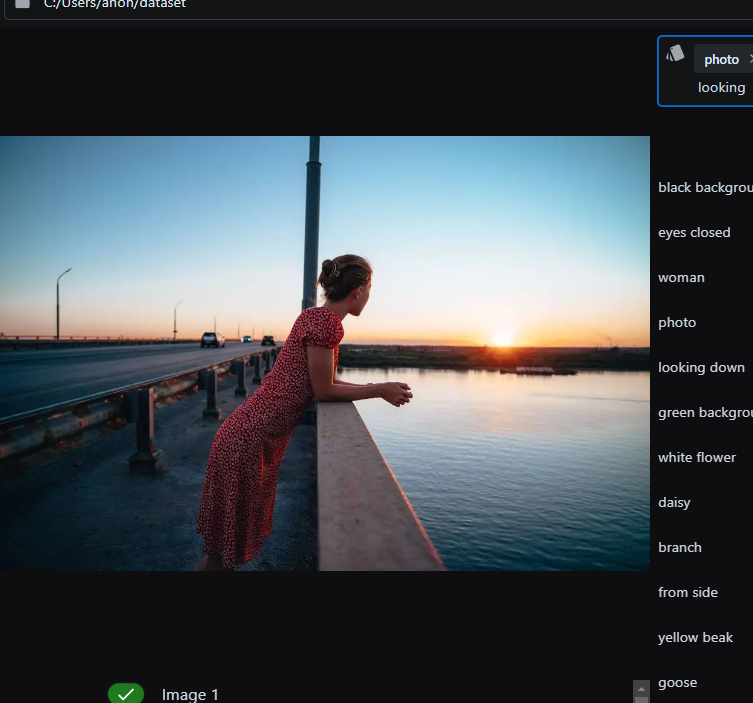 C:/Users/anon/dataset
photo
looking
black backgrou
eyes closed
woman
photo
looking down
green backgrou
white flower
daisy
branch
from side
yellow beak
goose
Image 1